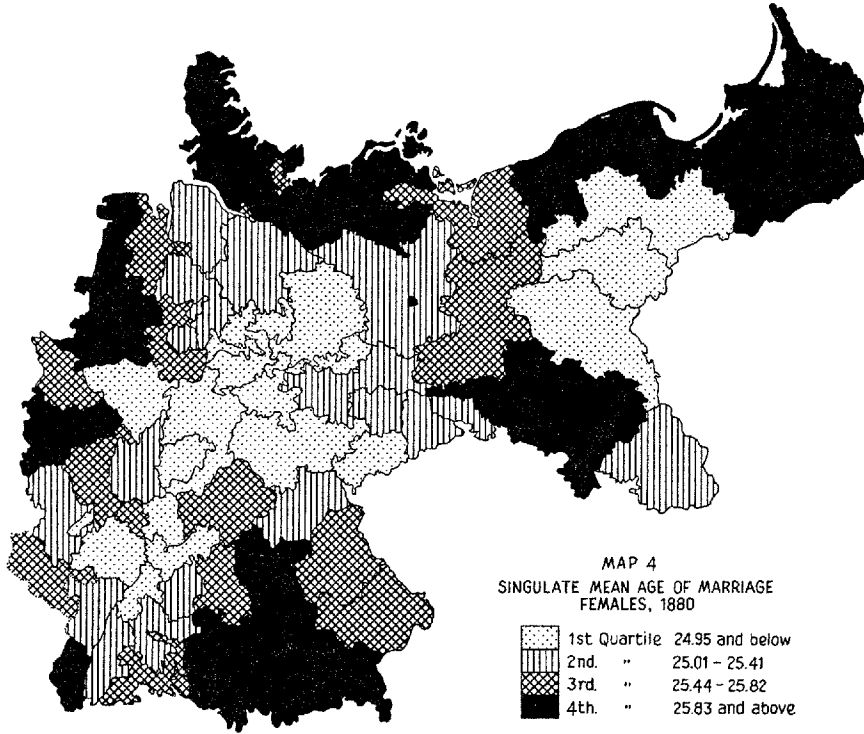 MAP 4
SINGULATE MEAN AGE OF MARRIAGE
FEMALES, 1880
1st Quartile 24.95 and below
2nd. " 25.01 - 25.41
3rd. " 25.44 - 25.82
4th. " 25.83 and above